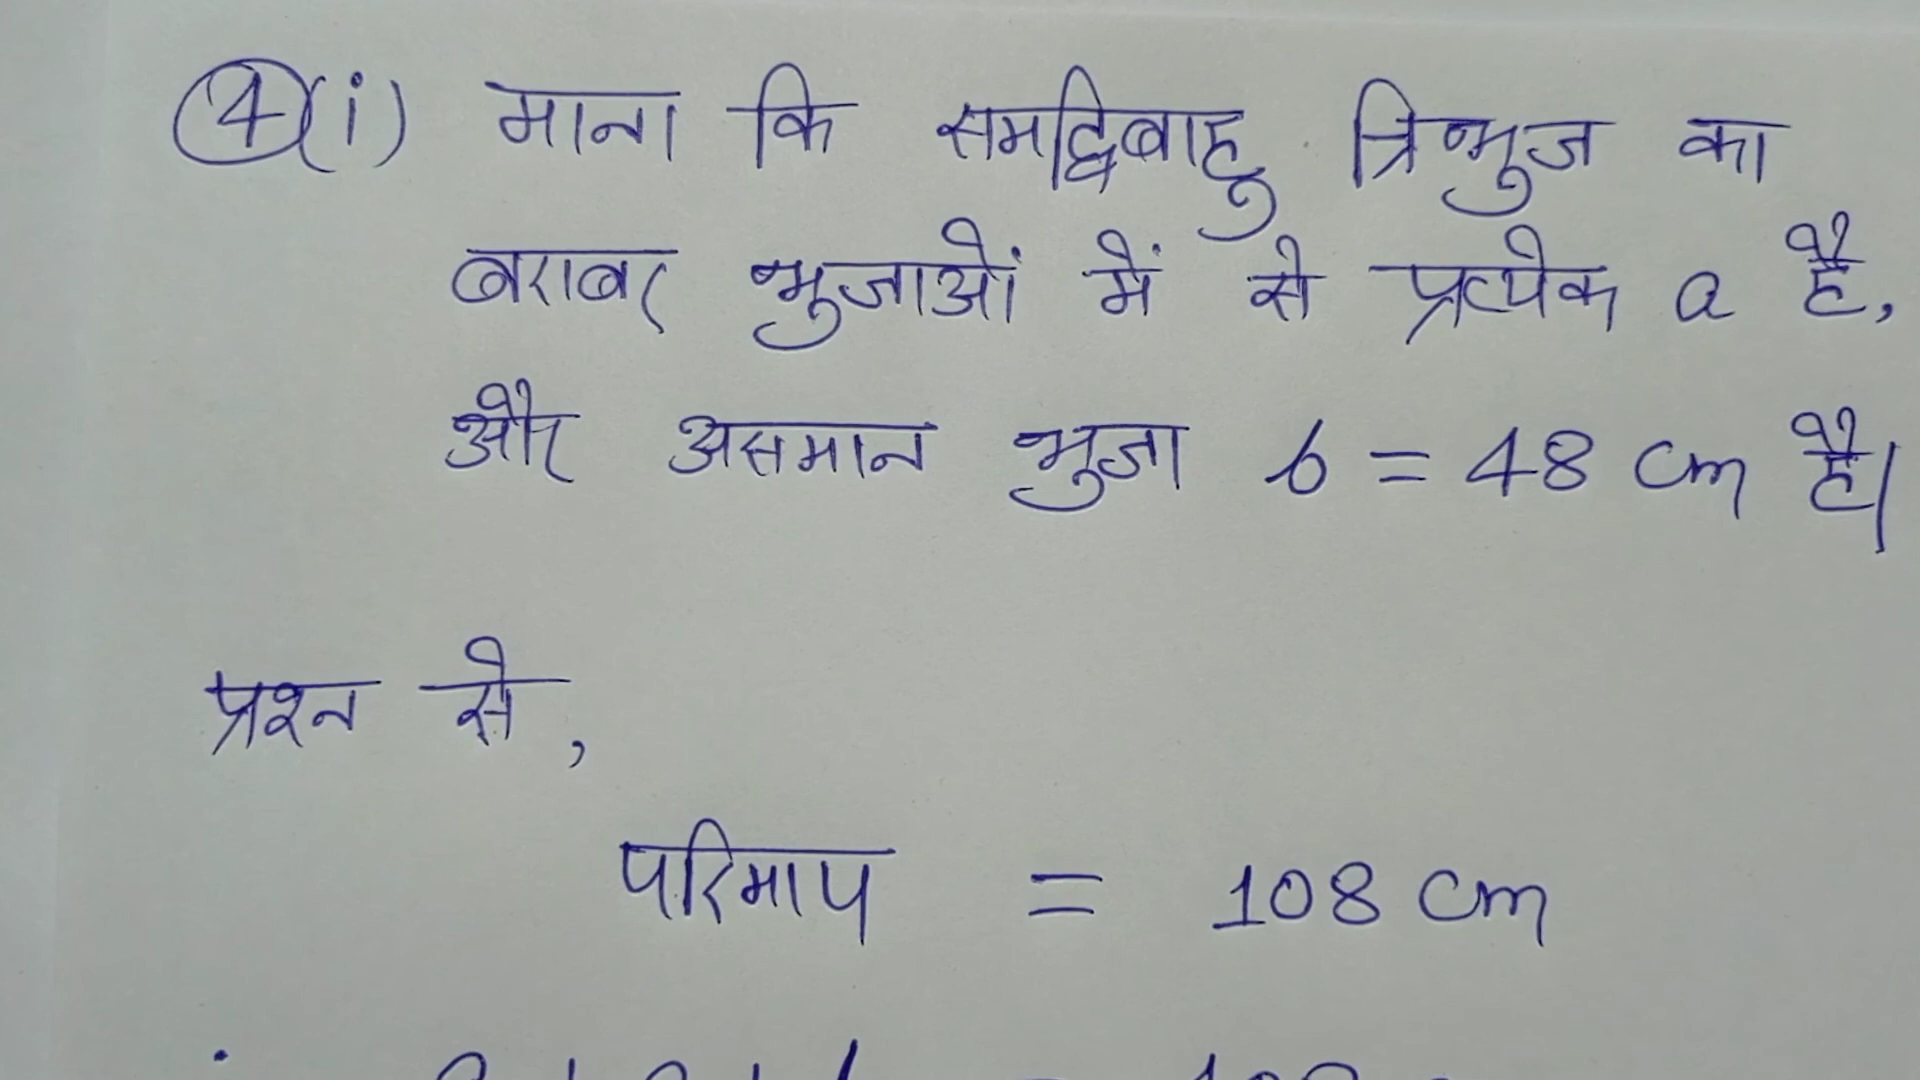 4(i) माना कि समद्विबाहु त्रिभुज का
बराबर भुजाओं में से प्रत्येक a है,
और असमान भुजा b = 48 cm है।
प्रश्न से,
परिमाप = 108 cm